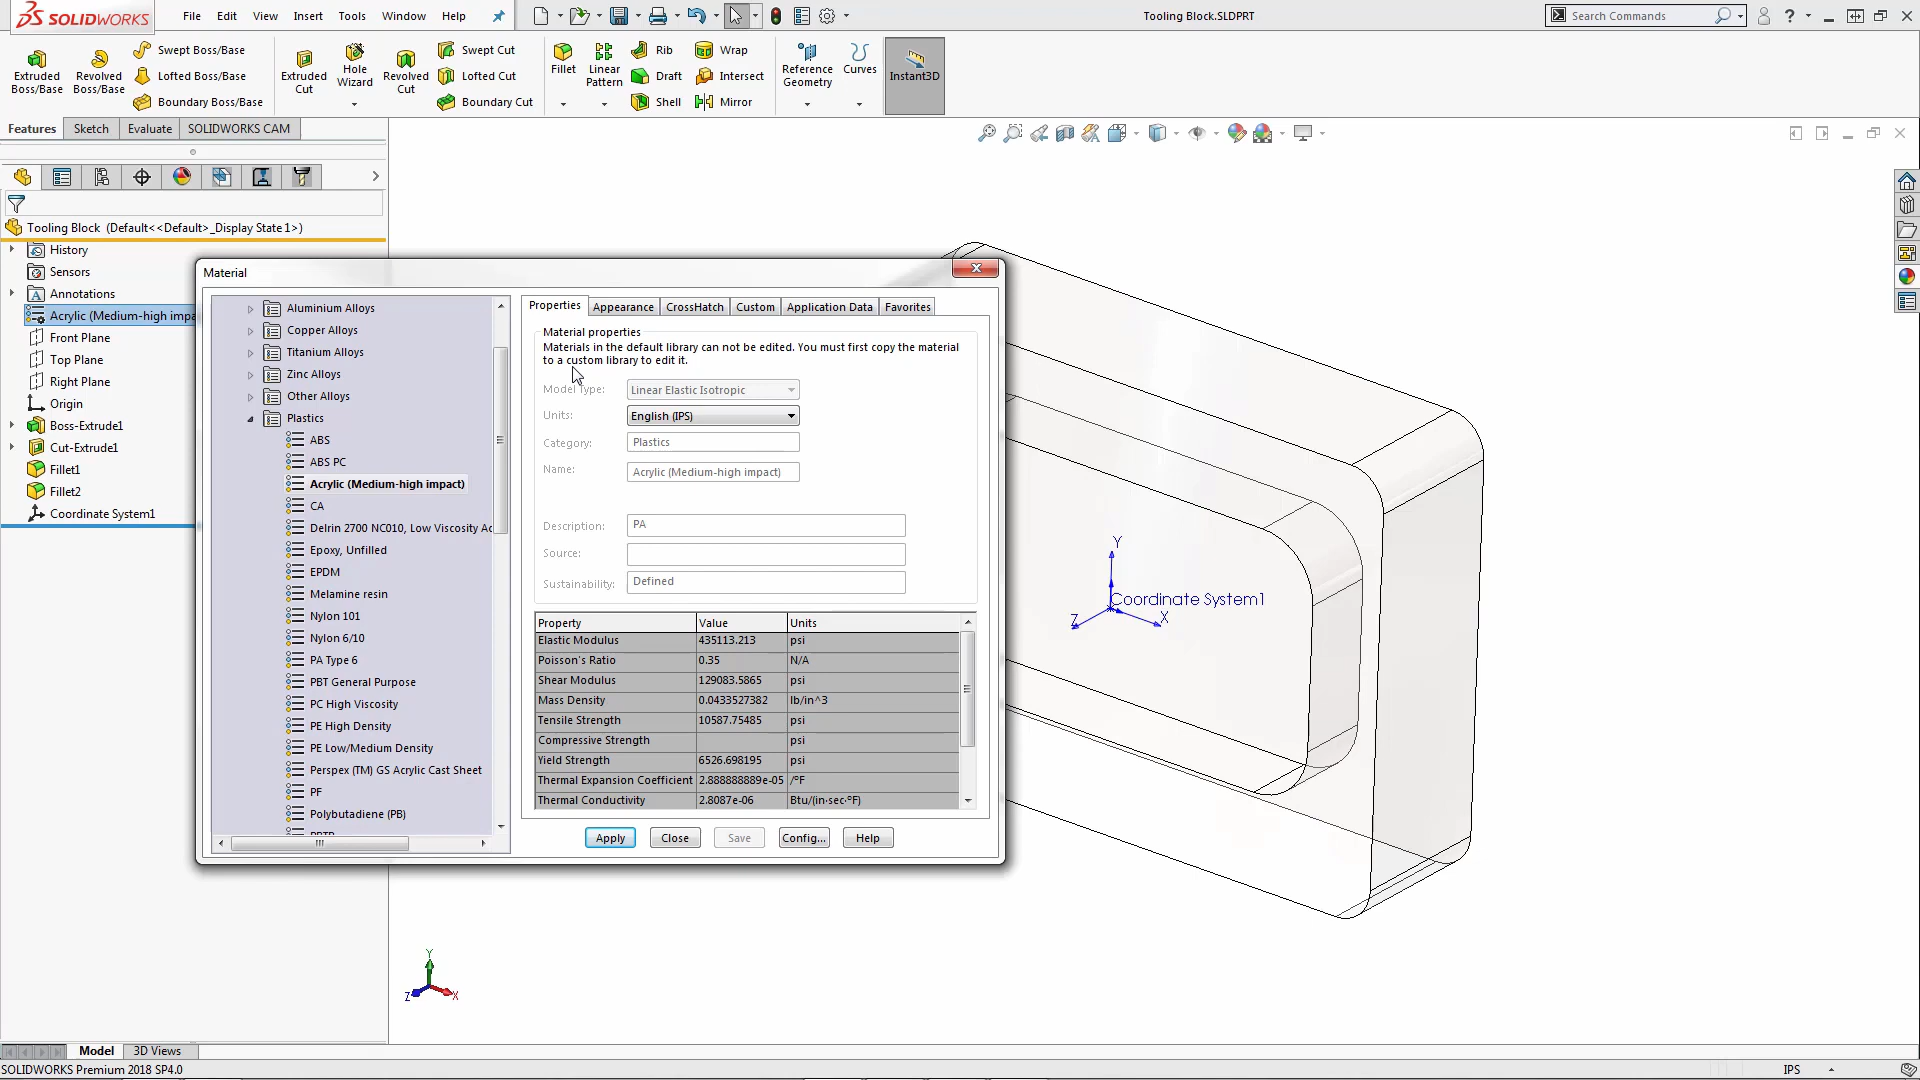 SOLIDWORKS
File Edit View Insert Tools Window Help
Tooling Block.SLDPRT
Search Commands
Extruded Boss/Base
Revolved Boss/Base
Swept Boss/Base
Lofted Boss/Base
Boundary Boss/Base
Extruded Cut
Hole Wizard
Revolved Cut
Swept Cut
Lofted Cut
Boundary Cut
Fillet
Linear Pattern
Rib
Draft
Shell
Wrap
Intersect
Mirror
Reference Geometry
Curves
Instant3D
Features Sketch Evaluate SOLIDWORKS CAM
Tooling Block (Default<<Default>_Display State 1>)
History
Sensors
Annotations
Acrylic (Medium-high impa
Front Plane
Top Plane
Right Plane
Origin
Boss-Extrude1
Cut-Extrude1
Fillet1
Fillet2
Coordinate System1
Material
Aluminium Alloys
Copper Alloys
Titanium Alloys
Zinc Alloys
Other Alloys
Plastics
ABS
ABS PC
Acrylic (Medium-high impact)
CA
Delrin 2700 NC010, Low Viscosity Ac
Epoxy, Unfilled
EPDM
Melamine resin
Nylon 101
Nylon 6/10
PA Type 6
PBT General Purpose
PC High Viscosity
PE High Density
PE Low/Medium Density
Perspex (TM) GS Acrylic Cast Sheet
PF
Polybutadiene (PB)
Properties Appearance CrossHatch Custom Application Data Favorites
Material properties
Materials in the default library can not be edited. You must first copy the material
to a custom library to edit it.
Model Type: Linear Elastic Isotropic
Units: English (IPS)
Category: Plastics
Name: Acrylic (Medium-high impact)
Description: PA
Source:
Sustainability: Defined
Property Value Units
Elastic Modulus 435113.213 psi
Poisson's Ratio 0.35 N/A
Shear Modulus 129083.5865 psi
Mass Density 0.0433527382 lb/in^3
Tensile Strength 10587.75485 psi
Compressive Strength psi
Yield Strength 6526.698195 psi
Thermal Expansion Coefficient 2.888888889e-05 /°F
Thermal Conductivity 2.8087e-06 Btu/(in·sec·°F)
Apply Close Save Config... Help
Y
Coordinate System1
Z X
Y
Z X
Model 3D Views
SOLIDWORKS Premium 2018 SP4.0
IPS